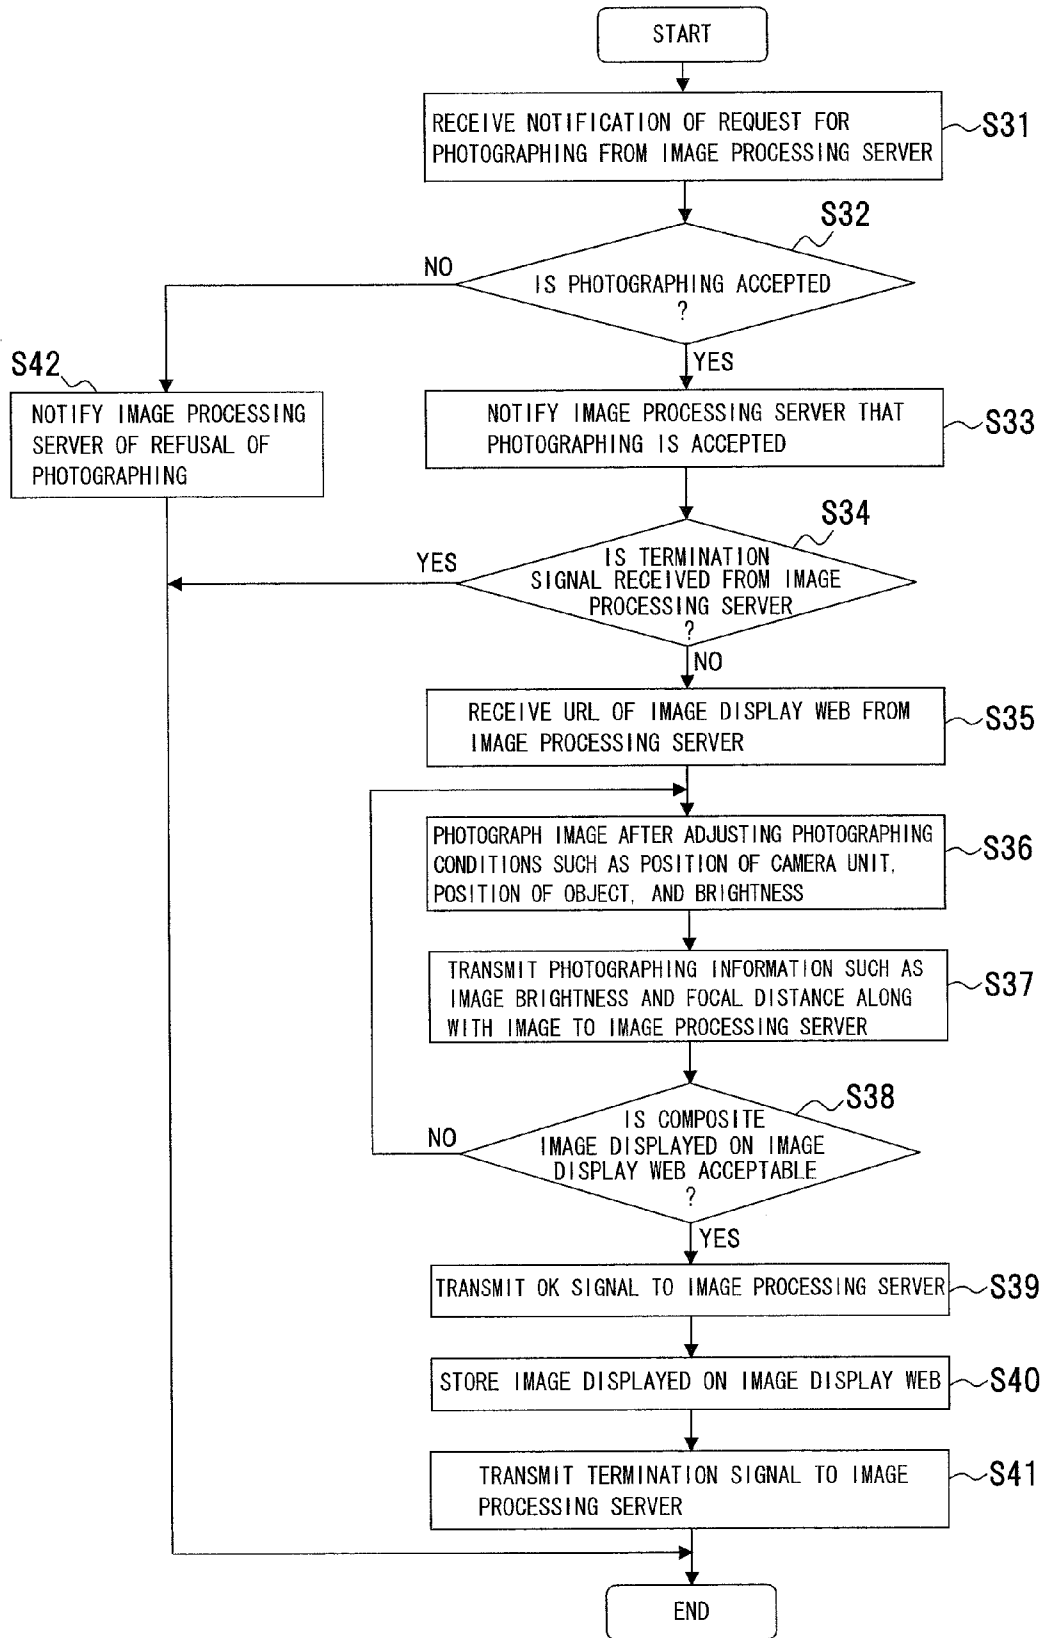 START
RECEIVE NOTIFICATION OF REQUEST FOR
PHOTOGRAPHING FROM IMAGE PROCESSING SERVER
S31
S32
IS PHOTOGRAPHING ACCEPTED
?
NO
YES
S42
NOTIFY IMAGE PROCESSING
SERVER OF REFUSAL OF
PHOTOGRAPHING
NOTIFY IMAGE PROCESSING SERVER THAT
PHOTOGRAPHING IS ACCEPTED
S33
S34
IS TERMINATION
SIGNAL RECEIVED FROM IMAGE
PROCESSING SERVER
?
YES
NO
RECEIVE URL OF IMAGE DISPLAY WEB FROM
IMAGE PROCESSING SERVER
S35
PHOTOGRAPH IMAGE AFTER ADJUSTING PHOTOGRAPHING
CONDITIONS SUCH AS POSITION OF CAMERA UNIT,
POSITION OF OBJECT, AND BRIGHTNESS
S36
TRANSMIT PHOTOGRAPHING INFORMATION SUCH AS
IMAGE BRIGHTNESS AND FOCAL DISTANCE ALONG
WITH IMAGE TO IMAGE PROCESSING SERVER
S37
S38
IS COMPOSITE
IMAGE DISPLAYED ON IMAGE
DISPLAY WEB ACCEPTABLE
?
NO
YES
TRANSMIT OK SIGNAL TO IMAGE PROCESSING SERVER
S39
STORE IMAGE DISPLAYED ON IMAGE DISPLAY WEB
S40
TRANSMIT TERMINATION SIGNAL TO IMAGE
PROCESSING SERVER
S41
END